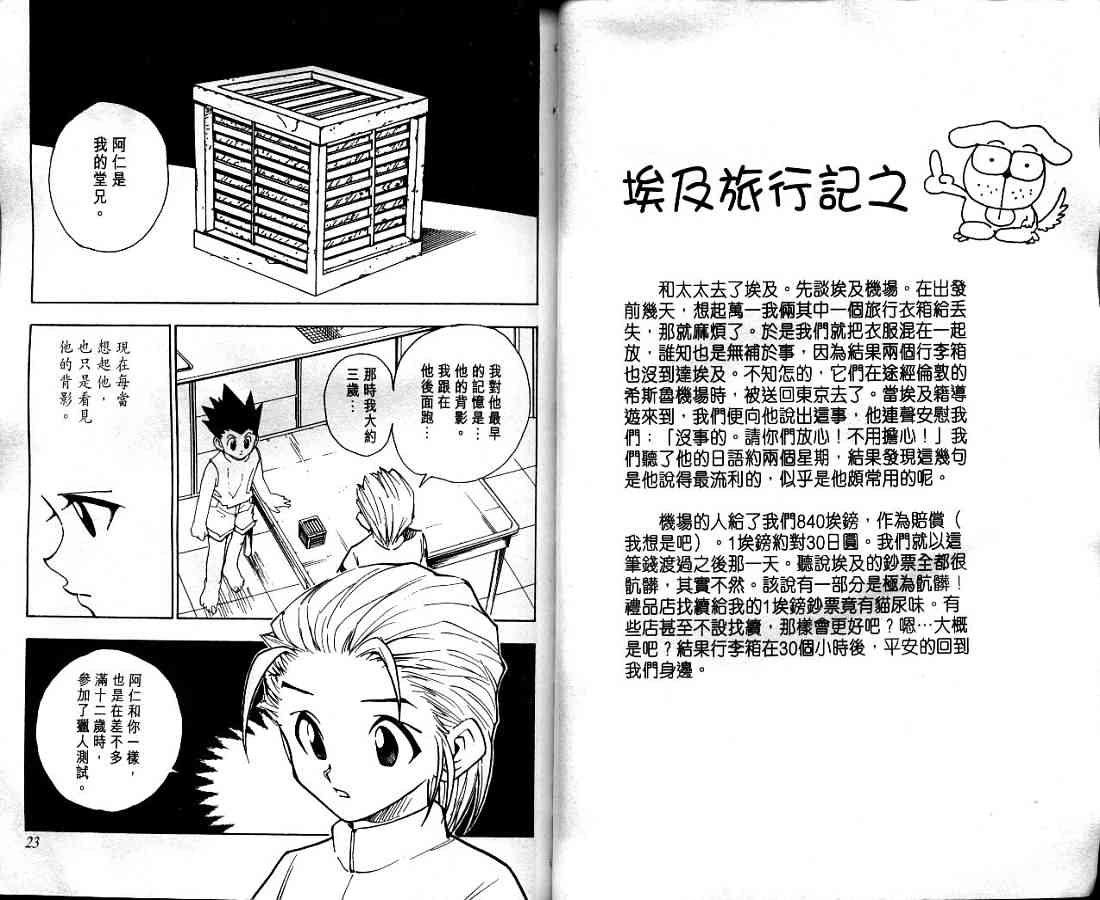 埃及旅行記之
和太太去了埃及。先談埃及機場。在出發
前幾天，想起萬一我倆其中一個旅行衣箱給丟
失，那就麻煩了。於是我們就把衣服混在一起
放，誰知也是無補於事，因為結果兩個行李箱
也沒到達埃及。不知怎的，它們在途經倫敦的
希斯魯機場時，被送回東京去了。當埃及籍導
遊來到，我們便向他說出這事，他連聲安慰我
們：「沒事的。請你們放心！不用擔心！」我
們聽了他的日語約兩個星期，結果發現這幾句
是他說得最流利的，似乎是他頗常用的呢。
機場的人給了我們840埃鎊，作為賠償（
我想是吧）。1埃鎊約對30日圓。我們就以這
筆錢渡過之後那一天。聽說埃及的鈔票全都很
骯髒，其實不然。該說有一部分是極為骯髒！
禮品店找續給我的1埃鎊鈔票竟有貓尿味。有
些店甚至不設找續，那樣會更好吧？嗯…大概
是吧？結果行李箱在30個小時後，平安的回到
我們身邊。
阿仁是
我的堂兄。
我對他最早
的記憶是…
他的背影。
我跟在
他後面跑…
那時我大約
三歲…
現在每當
想起他，
也只是看見
他的背影。
阿仁和你一樣，
也是在差不多
滿十二歲時，
參加了獵人測試。
23